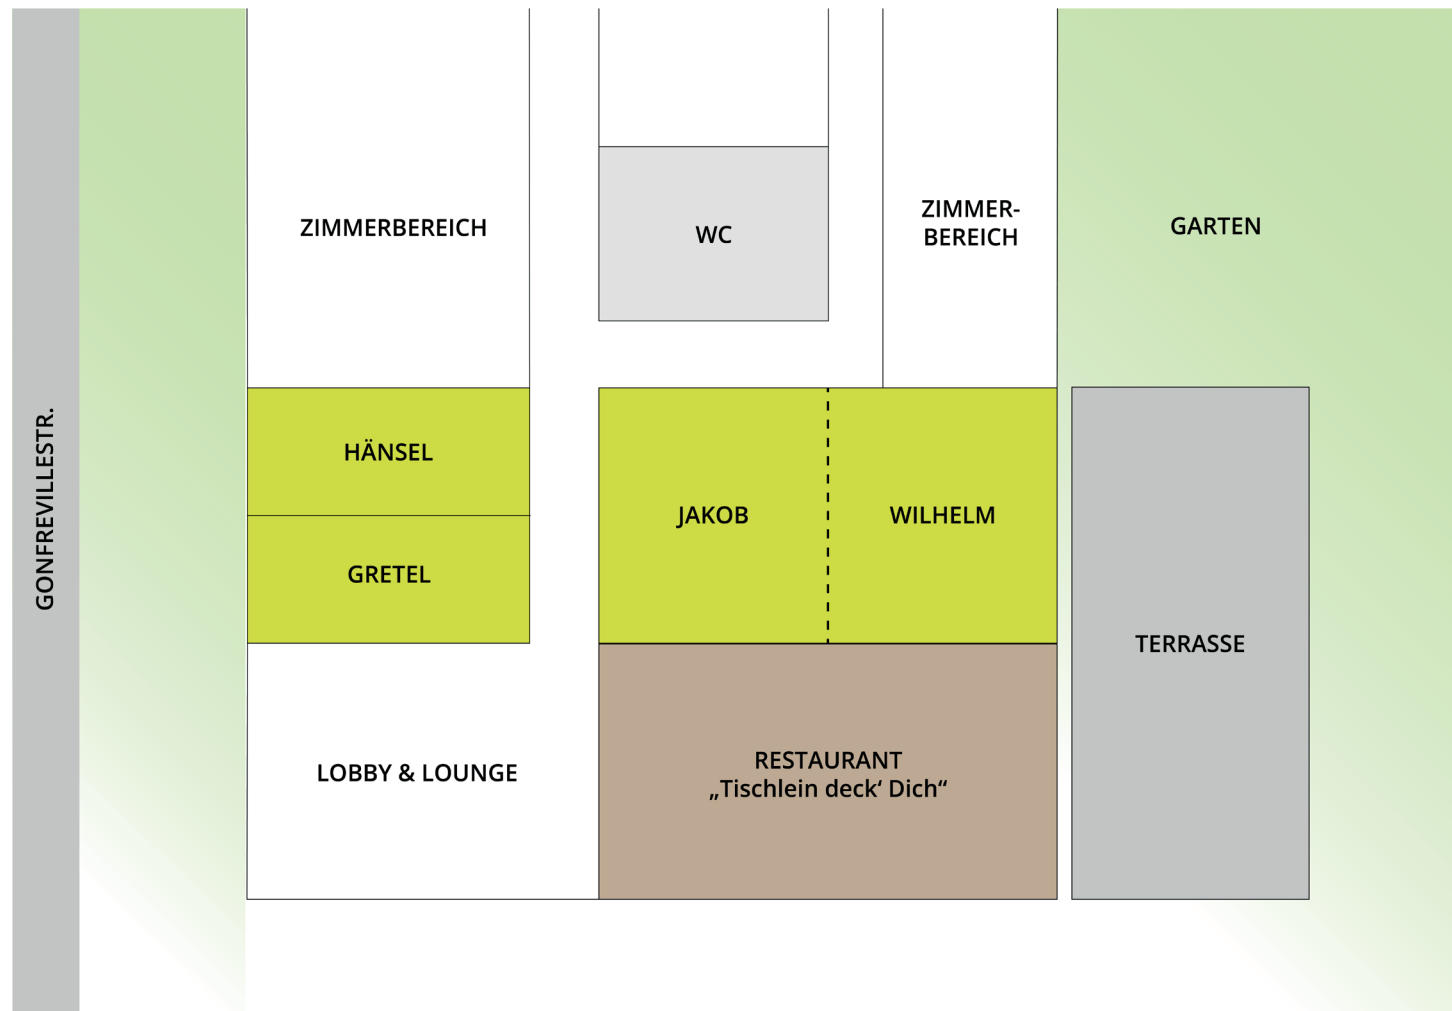 GONFREVILLESTR.
ZIMMERBEREICH
WC
ZIMMER-
BEREICH
GARTEN
HÄNSEL
GRETEL
JAKOB
WILHELM
TERRASSE
LOBBY & LOUNGE
RESTAURANT
„Tischlein deck‘ Dich“